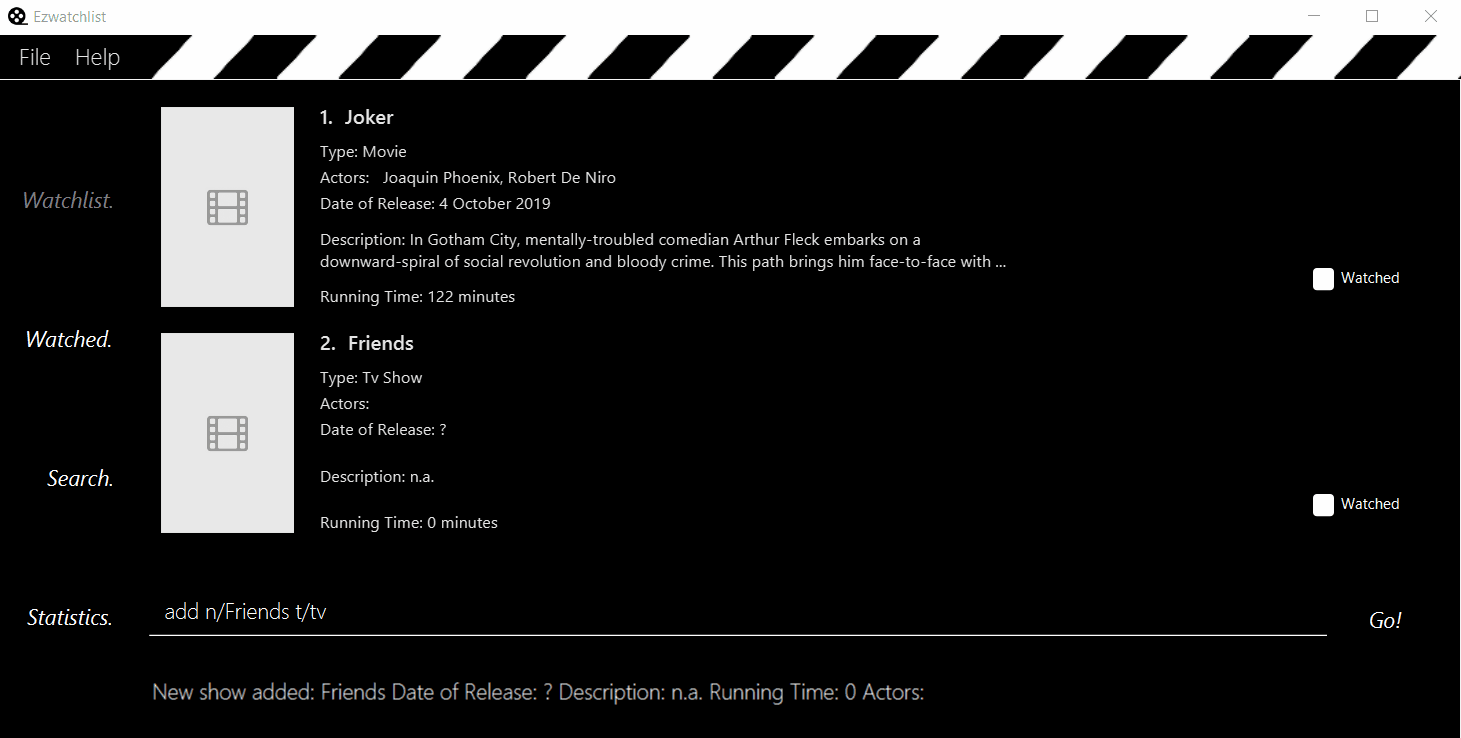 Ezwatchlist
File Help
Watchlist.
Watched.
Search.
Statistics.
1. Joker
Type: Movie
Actors: Joaquin Phoenix, Robert De Niro
Date of Release: 4 October 2019
Description: In Gotham City, mentally-troubled comedian Arthur Fleck embarks on a
downward-spiral of social revolution and bloody crime. This path brings him face-to-face with ...
Running Time: 122 minutes
Watched
2. Friends
Type: Tv Show
Actors:
Date of Release: ?
Description: n.a.
Running Time: 0 minutes
Watched
add n/Friends t/tv
Go!
New show added: Friends Date of Release: ? Description: n.a. Running Time: 0 Actors: